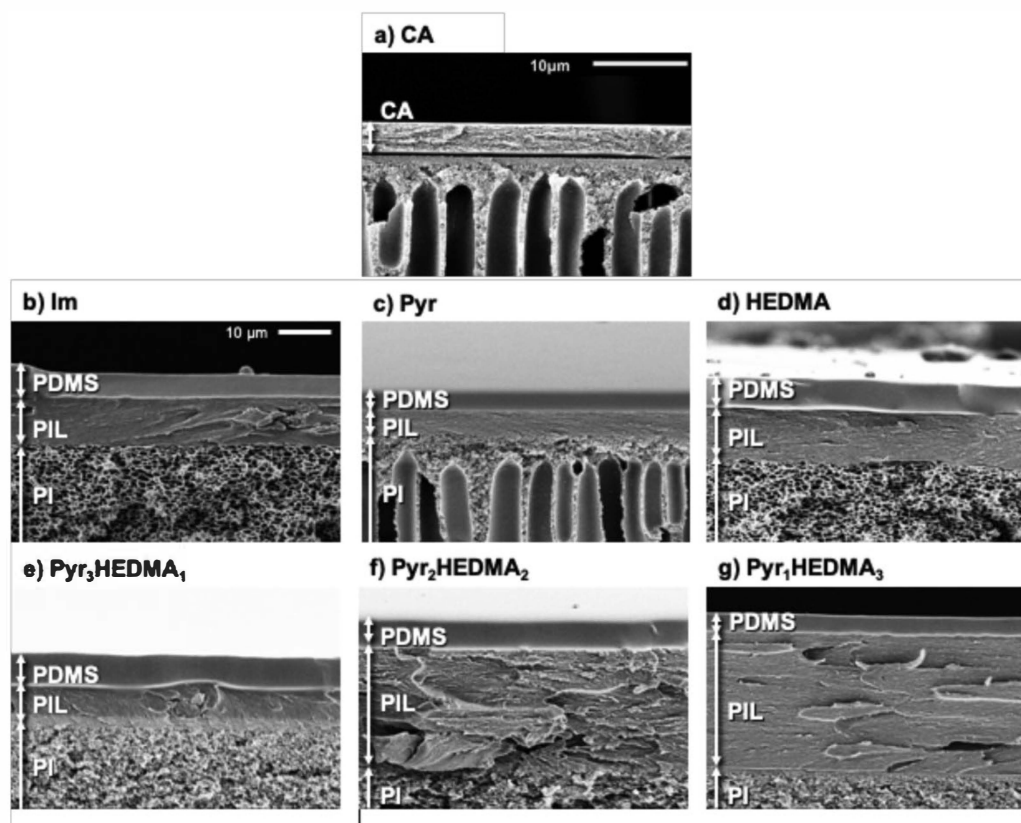 a) CA
10µm
CA
b) Im
10 µm
PDMS
PIL
PI
c) Pyr
PDMS
PIL
PI
d) HEDMA
PDMS
PIL
PI
e) Pyr₃HEDMA₁
PDMS
PIL
PI
f) Pyr₂HEDMA₂
PDMS
PIL
PI
g) Pyr₁HEDMA₃
PDMS
PIL
PI